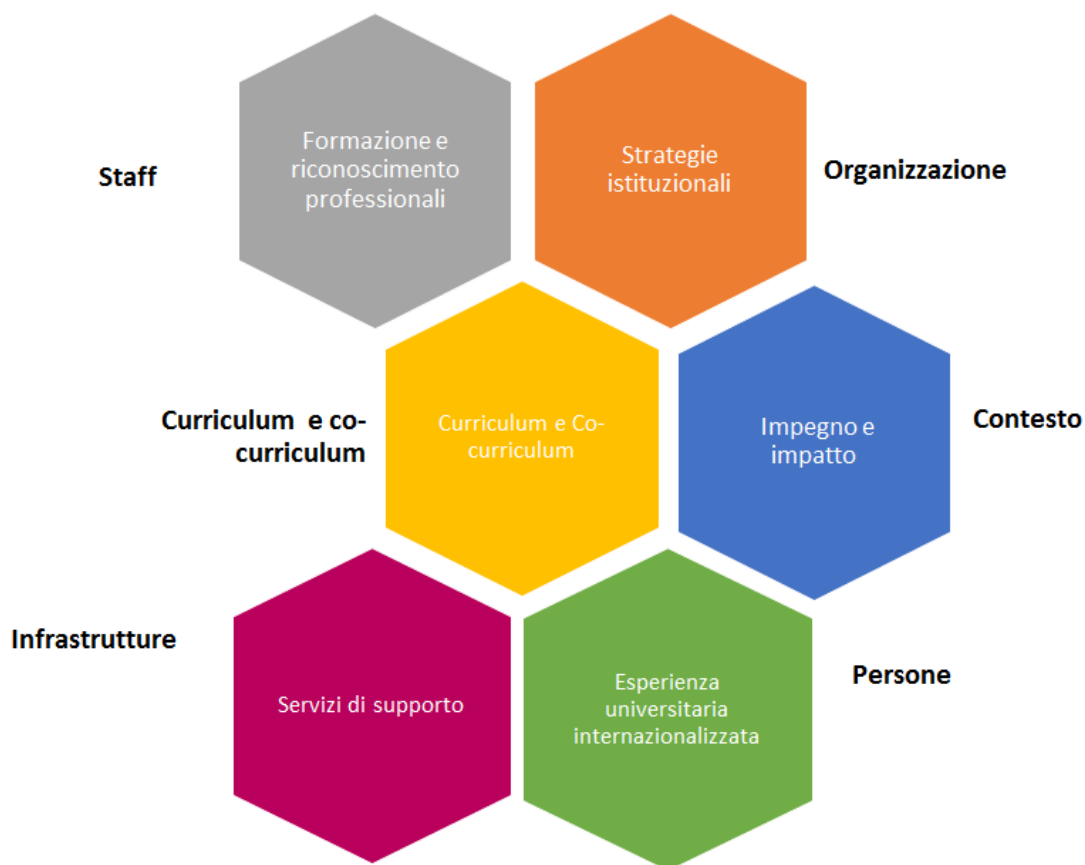 Staff
Formazione e
riconoscimento
professionali
Strategie
istituzionali
Organizzazione
Curriculum e co-
curriculum
Curriculum e Co-
curriculum
Impegno e
impatto
Contesto
Infrastrutture
Servizi di supporto
Esperienza
universitaria
internazionalizzata
Persone